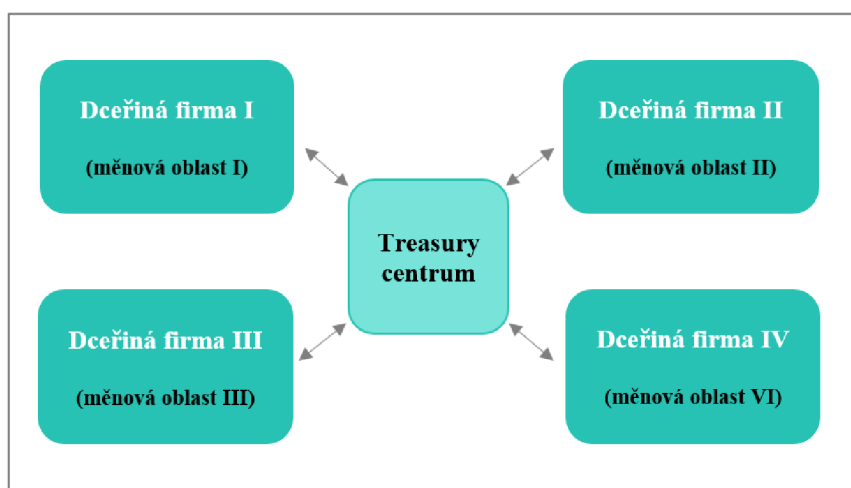 Dceřiná firma I
(měnová oblast I)
Dceřiná firma II
(měnová oblast II)
Treasury
centrum
Dceřiná firma III
(měnová oblast III)
Dceřiná firma IV
(měnová oblast VI)